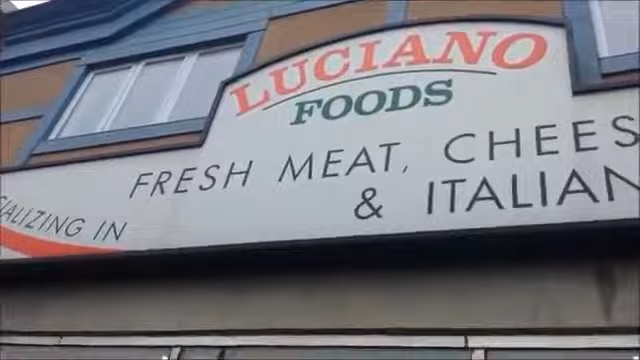 LUCIANO
FOODS
FRESH MEAT, CHEES
& ITALIAN
IALIZING IN